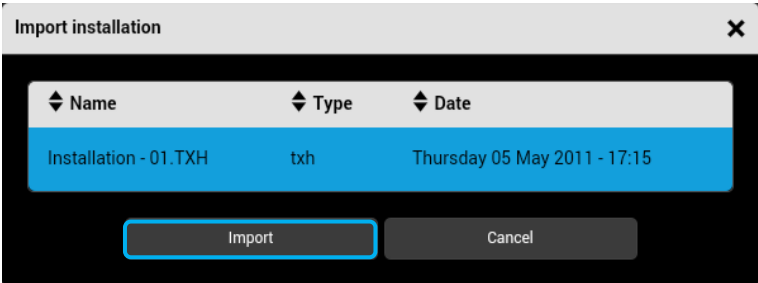 Import installation
Name Type Date
Installation - 01.TXH txh Thursday 05 May 2011 - 17:15
Import Cancel